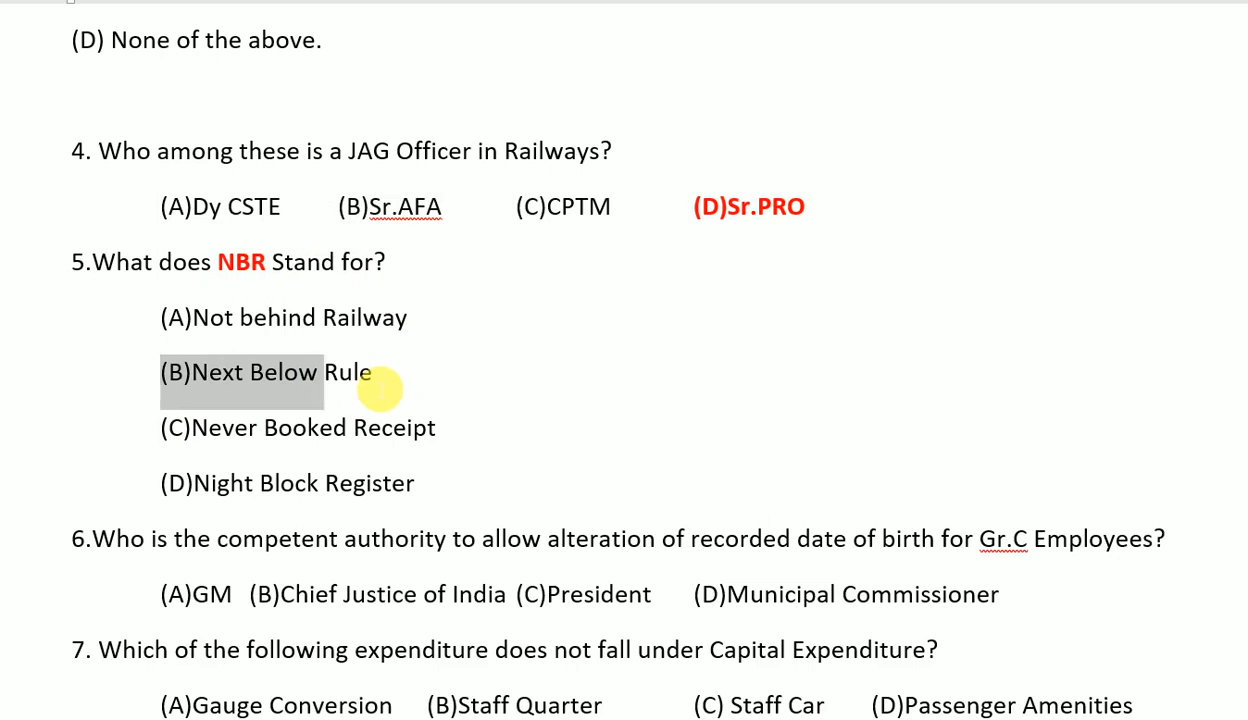 (D) None of the above.
4. Who among these is a JAG Officer in Railways?
(A)Dy CSTE (B)Sr.AFA (C)CPTM (D)Sr.PRO
5.What does NBR Stand for?
(A)Not behind Railway
(B)Next Below Rule
(C)Never Booked Receipt
(D)Night Block Register
6.Who is the competent authority to allow alteration of recorded date of birth for Gr.C Employees?
(A)GM (B)Chief Justice of India (C)President (D)Municipal Commissioner
7. Which of the following expenditure does not fall under Capital Expenditure?
(A)Gauge Conversion (B)Staff Quarter (C) Staff Car (D)Passenger Amenities